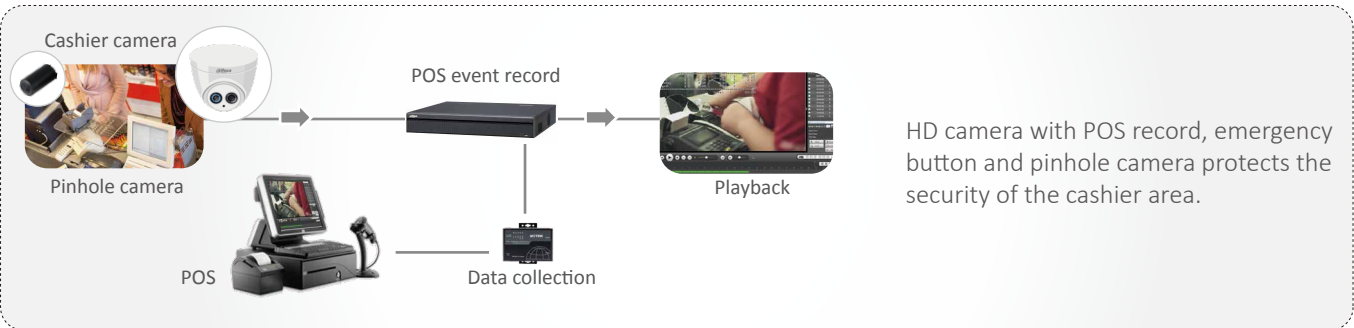 Cashier camera
POS event record
Pinhole camera
Playback
POS
Data collection
HD camera with POS record, emergency
button and pinhole camera protects the
security of the cashier area.